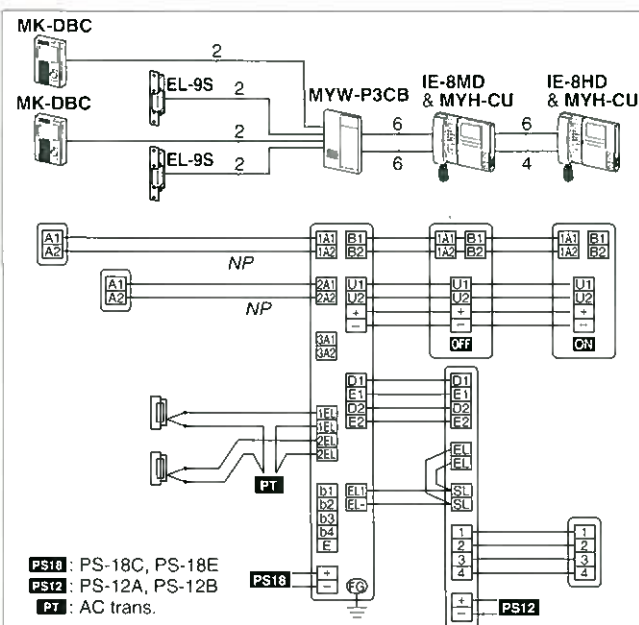 MK-DBC
2
EL-9S 2
MYW-P3CB
IE-8MD & MYH-CU
IE-8HD & MYH-CU
MK-DBC
2
6 6
6 4
EL-9S 2
A1 1A1 B1 1A1 B1 1A1 B1
A2 1A2 B2 1A2 B2 1A2 B2
NP
A1 2A1 U1 U1 U1
A2 2A2 U2 U2 U2
NP
+ + +
− − −
3A1
3A2
OFF ON
D1 D1
E1 E1
D2 D2
E2 E2
1EL
1EL
2EL
2EL
EL
EL
PT
b1 EL1 SL
b2 EL- SL
b3
b4
E
1 1
2 2
3 3
4 4
PS18 : PS-18C, PS-18E
PS12 : PS-12A, PS-12B
PT : AC trans.
PS18 + −
FG
+ − PS12